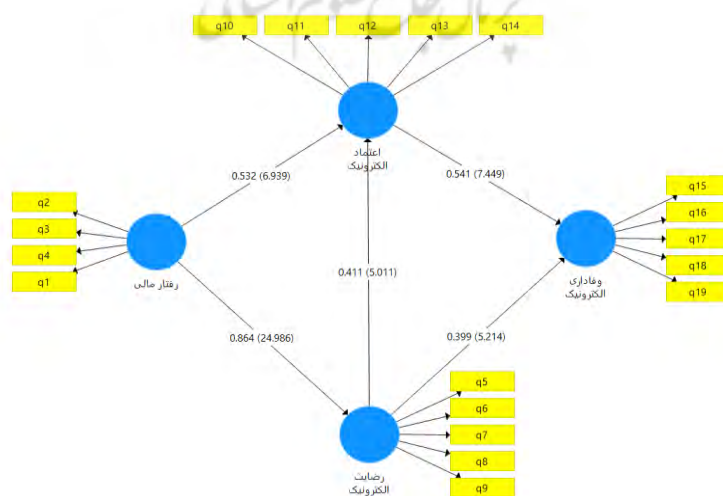 q10
q11
q12
q13
q14
اعتماد
الکترونیک
0.532 (6.939)
0.541 (7.449)
q2
q3
q4
q1
رفتار مالی
q15
q16
q17
q18
q19
وفاداری
الکترونیک
0.411 (5.011)
0.864 (24.986)
0.399 (5.214)
q5
q6
q7
q8
q9
رضایت
الکترونیک